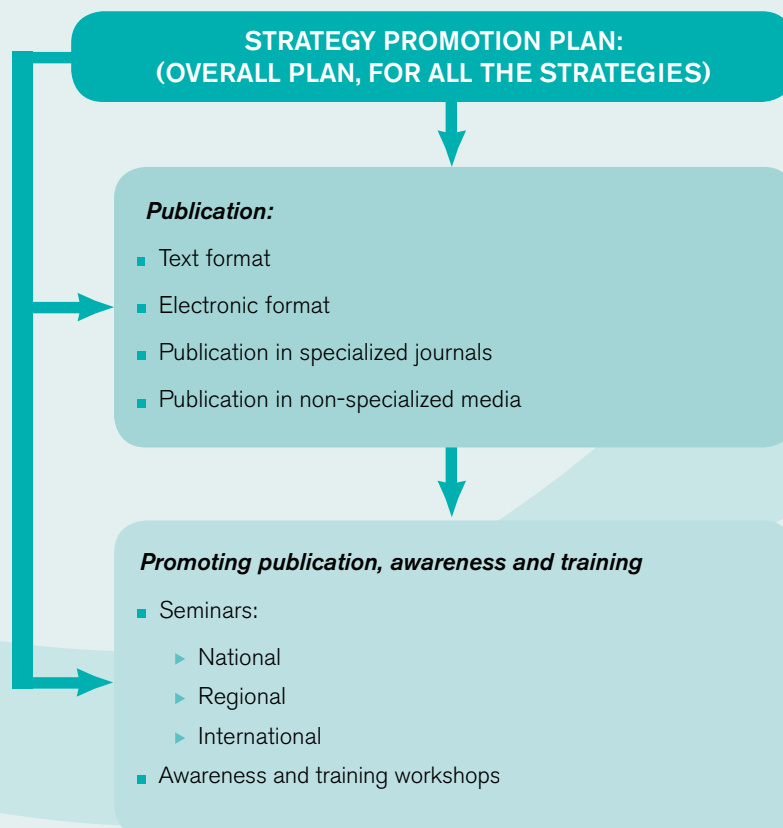 STRATEGY PROMOTION PLAN:
(OVERALL PLAN, FOR ALL THE STRATEGIES)
Publication:
Text format
Electronic format
Publication in specialized journals
Publication in non-specialized media
Promoting publication, awareness and training
Seminars:
National
Regional
International
Awareness and training workshops